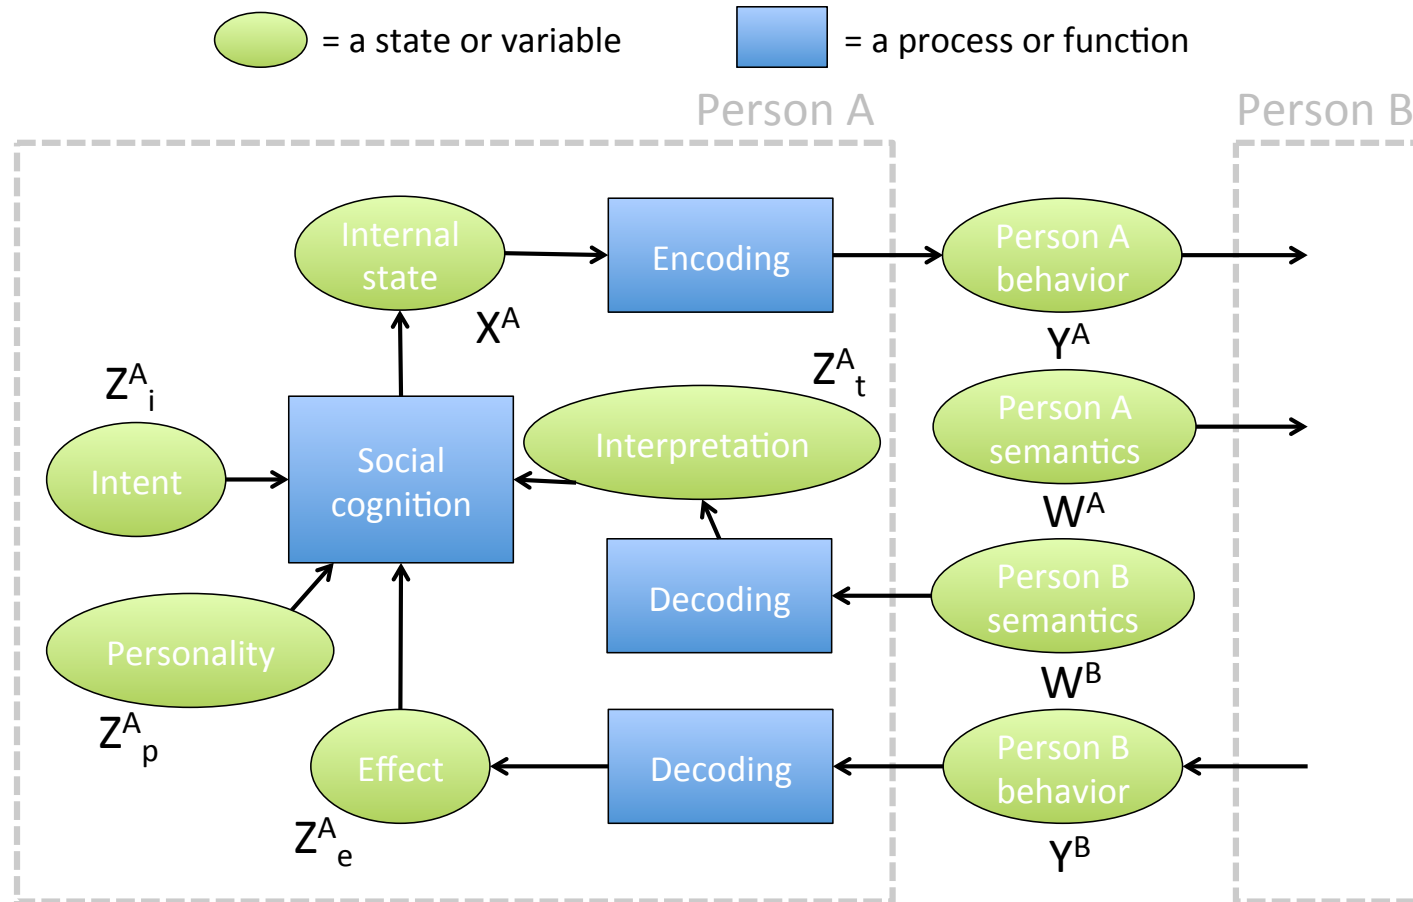 = a state or variable
= a process or function
Person A
Person B
Internal
state
Encoding
Person A
behavior
X^A
Y^A
Z^A_i
Z^A_t
Person A
semantics
Intent
Social
cognition
Interpretation
W^A
Personality
Decoding
Person B
semantics
Z^A_p
W^B
Effect
Decoding
Person B
behavior
Z^A_e
Y^B